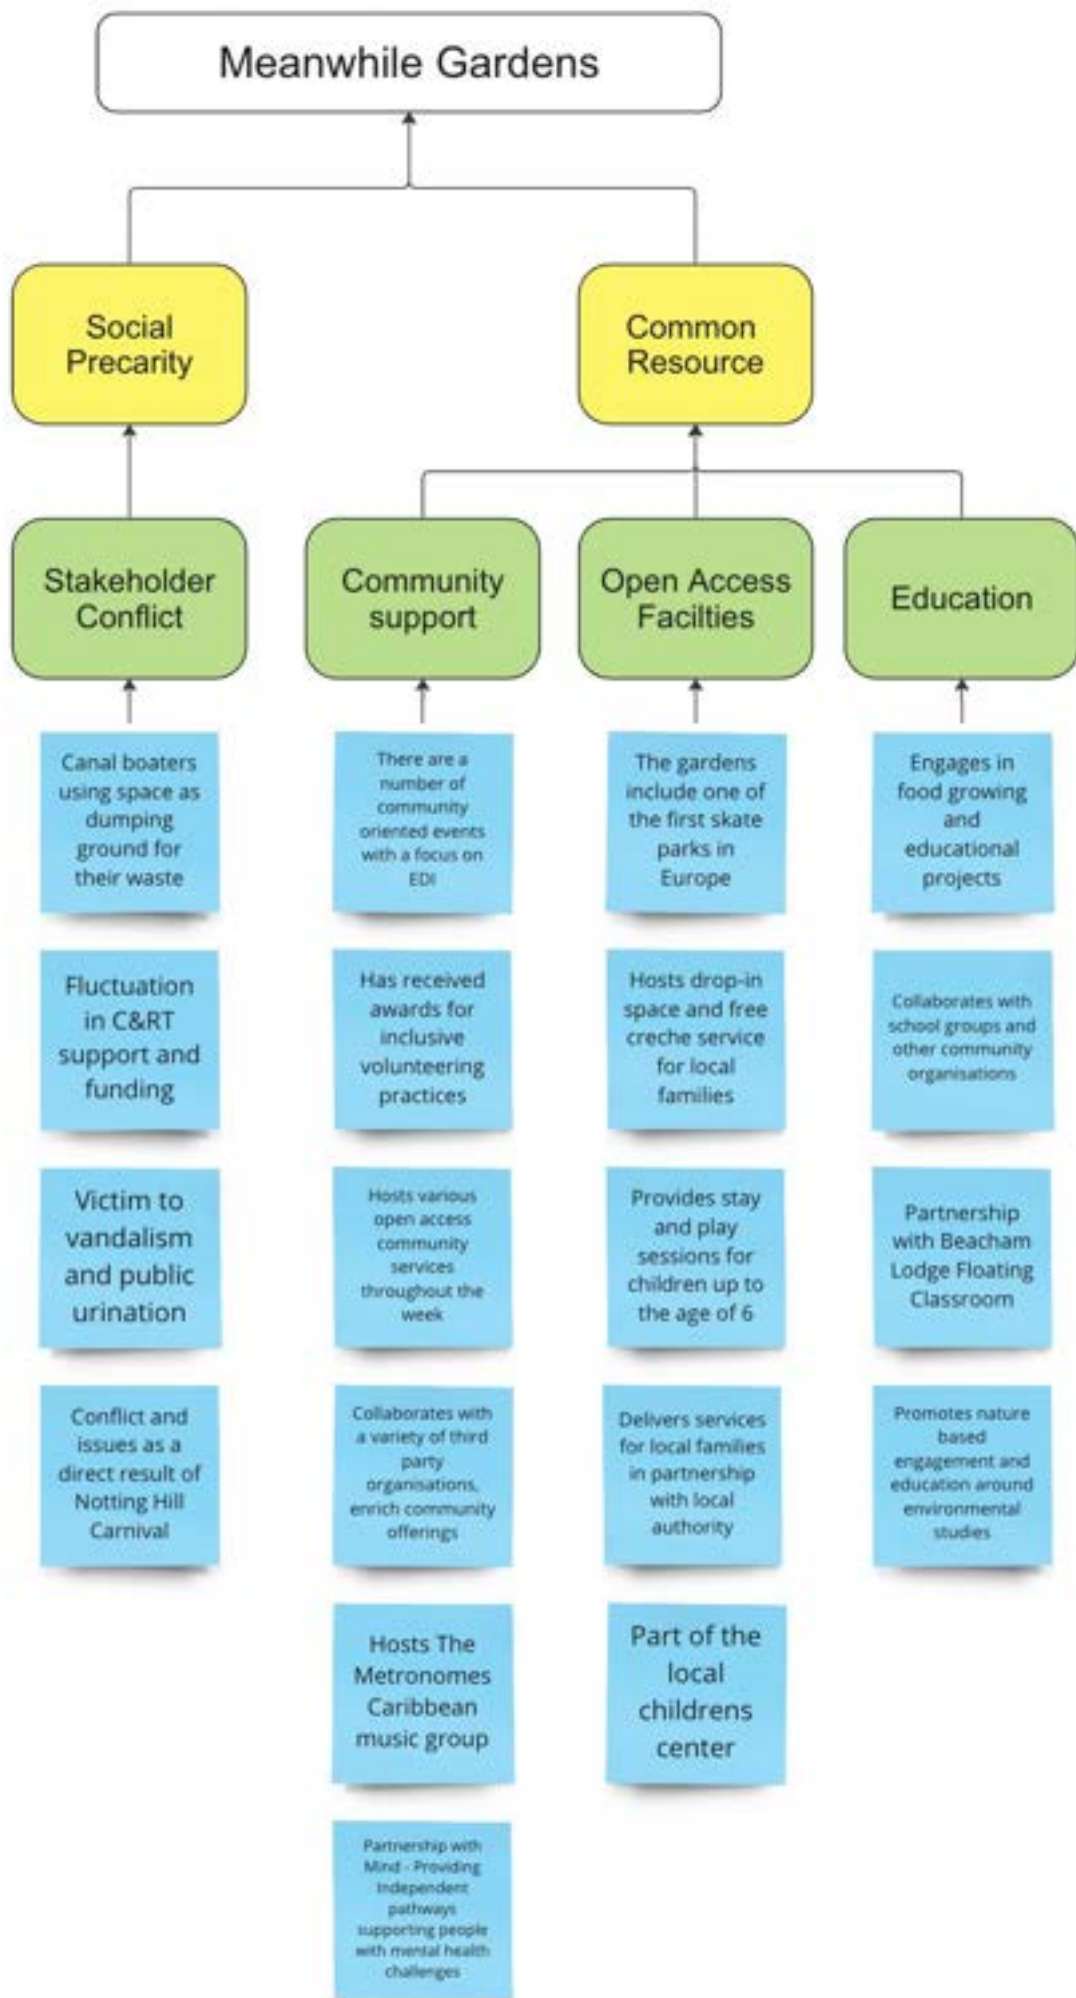 Meanwhile Gardens
Social
Precarity
Common
Resource
Stakeholder
Conflict
Community
support
Open Access
Facilties
Education
Canal boaters
using space as
dumping
ground for
their waste
Fluctuation
in C&RT
support and
funding
Victim to
vandalism
and public
urination
Conflict and
issues as a
direct result of
Notting Hill
Carnival
There are a
number of
community
oriented events
with a focus on
EDI
Has received
awards for
inclusive
volunteering
practices
Hosts various
open access
community
services
throughout the
week
Collaborates with
a variety of third
party
organisations,
enrich community
offerings
Hosts The
Metronomes
Caribbean
music group
Partnership with
Mind - Providing
Independent
pathways
supporting people
with mental health
challenges
The gardens
include one of
the first skate
parks in
Europe
Hosts drop-in
space and free
creche service
for local
families
Provides stay
and play
sessions for
children up to
the age of 6
Delivers services
for local families
in partnership
with local
authority
Part of the
local
childrens
center
Engages in
food growing
and
educational
projects
Collaborates with
school groups and
other community
organisations
Partnership
with Beacham
Lodge Floating
Classroom
Promotes nature
based
engagement and
education around
environmental
studies